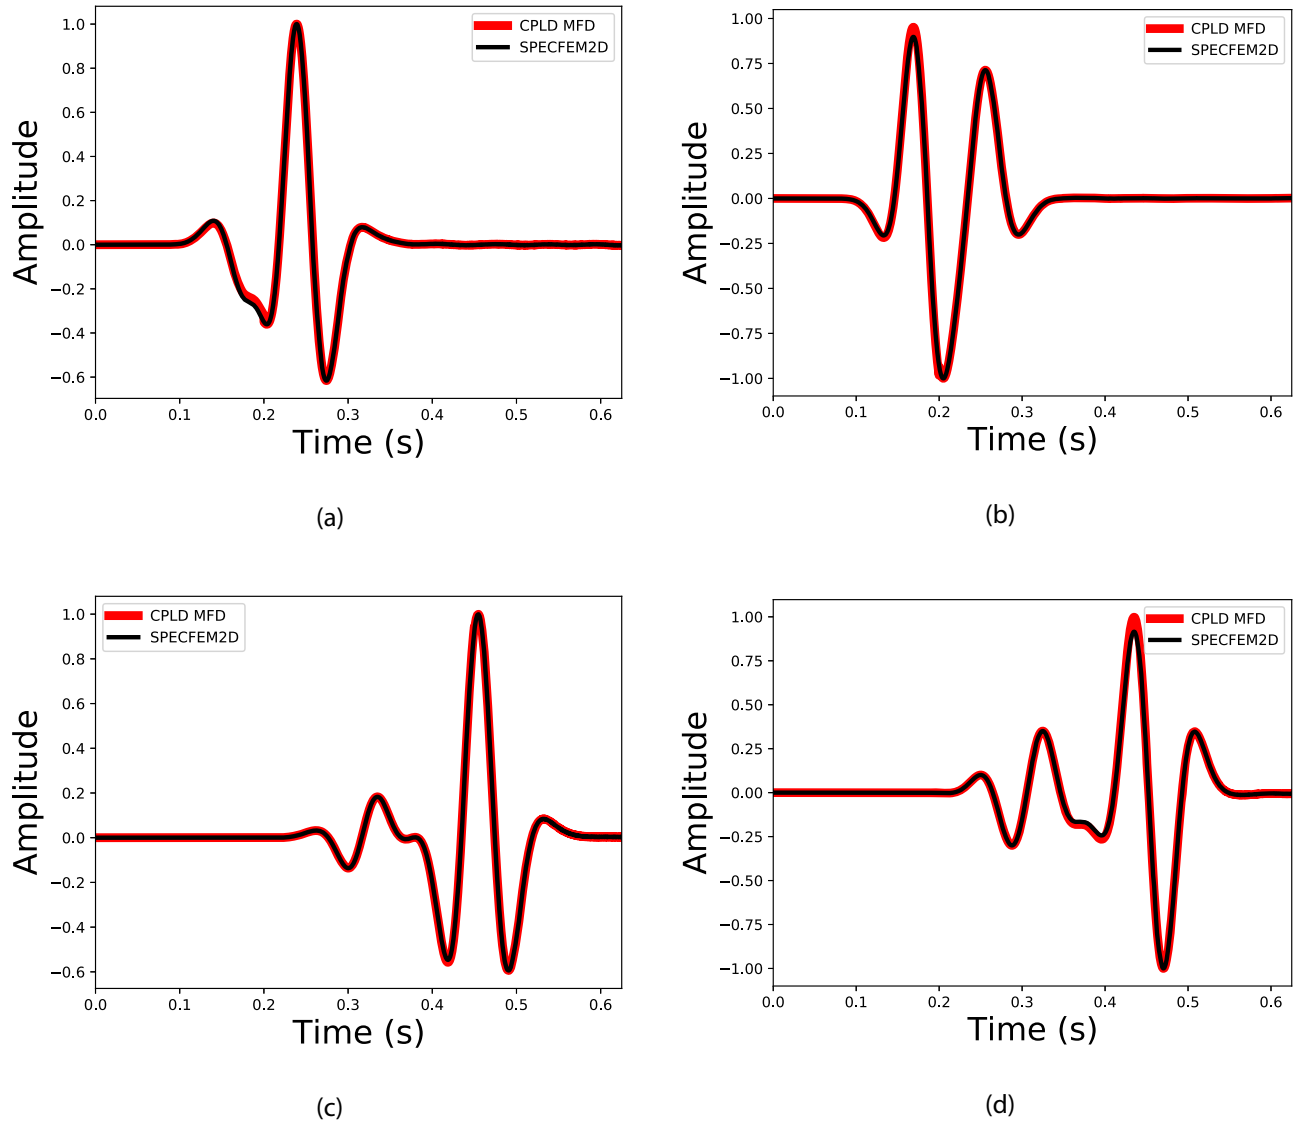 CPLD MFD
SPECFEM2D
1.0
0.8
0.6
0.4
0.2
0.0
−0.2
−0.4
−0.6
Amplitude
0.0 0.1 0.2 0.3 0.4 0.5 0.6
Time (s)
(a)
CPLD MFD
SPECFEM2D
1.00
0.75
0.50
0.25
0.00
−0.25
−0.50
−0.75
−1.00
Amplitude
0.0 0.1 0.2 0.3 0.4 0.5 0.6
Time (s)
(b)
CPLD MFD
SPECFEM2D
1.0
0.8
0.6
0.4
0.2
0.0
−0.2
−0.4
−0.6
Amplitude
0.0 0.1 0.2 0.3 0.4 0.5 0.6
Time (s)
(c)
CPLD MFD
SPECFEM2D
1.00
0.75
0.50
0.25
0.00
−0.25
−0.50
−0.75
−1.00
Amplitude
0.0 0.1 0.2 0.3 0.4 0.5 0.6
Time (s)
(d)